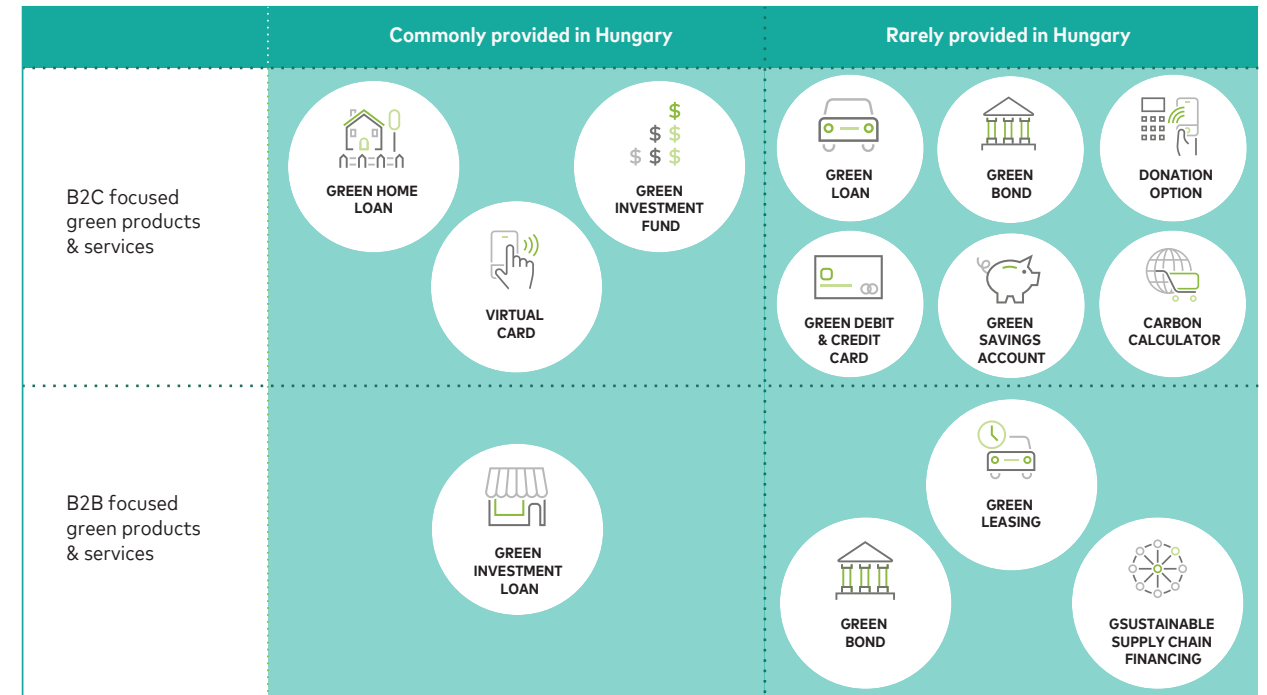 Commonly provided in Hungary
Rarely provided in Hungary
B2C focused
green products
& services
GREEN HOME
LOAN
VIRTUAL
CARD
GREEN
INVESTMENT
FUND
GREEN
LOAN
GREEN
BOND
DONATION
OPTION
GREEN DEBIT
& CREDIT
CARD
GREEN
SAVINGS
ACCOUNT
CARBON
CALCULATOR
B2B focused
green products
& services
GREEN
INVESTMENT
LOAN
GREEN
LEASING
GREEN
BOND
GSUSTAINABLE
SUPPLY CHAIN
FINANCING